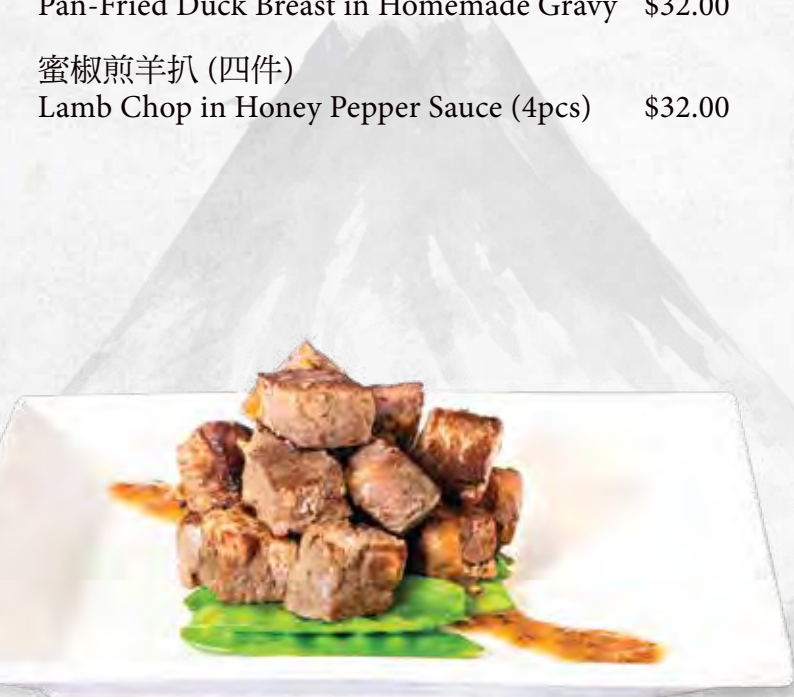 Pan-Fried Duck Breast in Homemade Gravy $32.00
蜜椒煎羊扒 (四件)
Lamb Chop in Honey Pepper Sauce (4pcs) $32.00